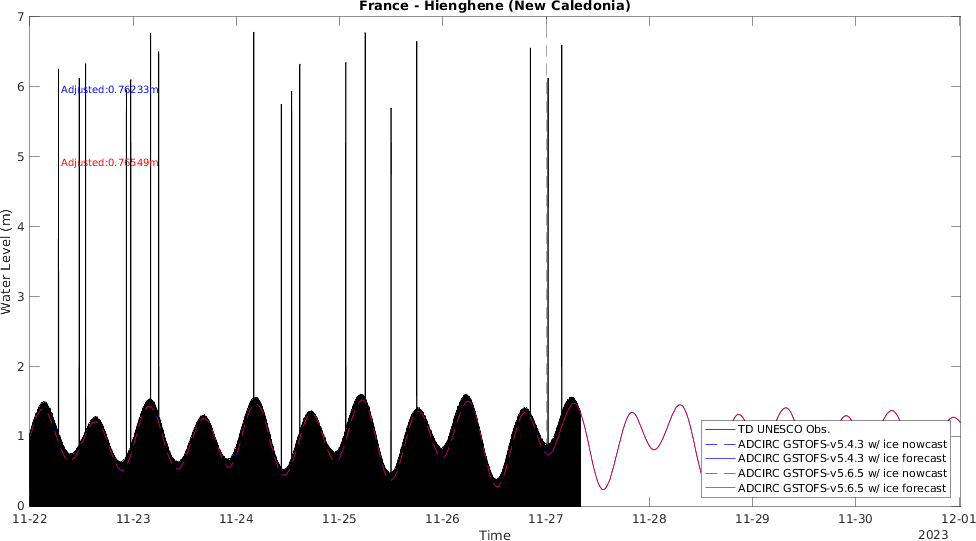 France - Hienghene (New Caledonia)
7
6
5
4
3
2
1
0
Water Level (m)
Adjusted:0.76233m
Adjusted:0.76549m
TD UNESCO Obs.
ADCIRC GSTOFS-v5.4.3 w/ ice nowcast
ADCIRC GSTOFS-v5.4.3 w/ ice forecast
ADCIRC GSTOFS-v5.6.5 w/ ice nowcast
ADCIRC GSTOFS-v5.6.5 w/ ice forecast
11-22 11-23 11-24 11-25 11-26 11-27 11-28 11-29 11-30 12-01
Time
2023